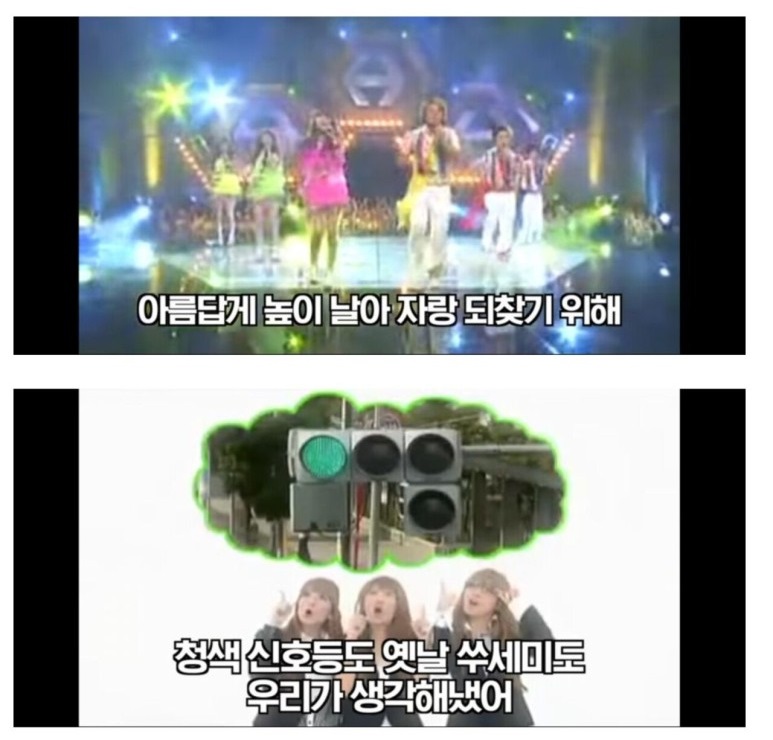 아름답게 높이 날아 자랑 되찾기 위해
청색 신호등도 옛날 쑤세미도
우리가 생각해냈어